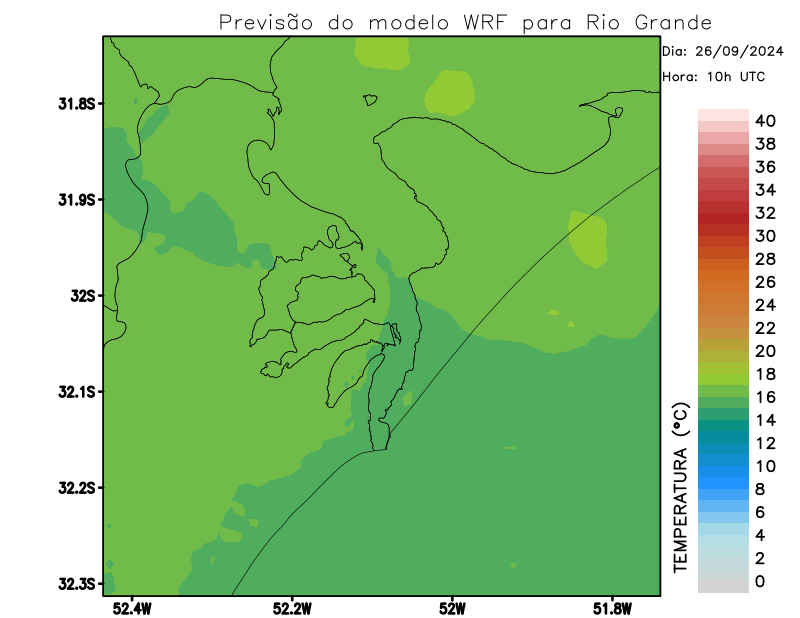 Previsão do modelo WRF para Rio Grande
Dia: 26/09/2024
Hora: 10h UTC
31.8S
31.9S
32S
32.1S
32.2S
32.3S
52.4W
52.2W
52W
51.8W
TEMPERATURA (°C)
40
38
36
34
32
30
28
26
24
22
20
18
16
14
12
10
8
6
4
2
0